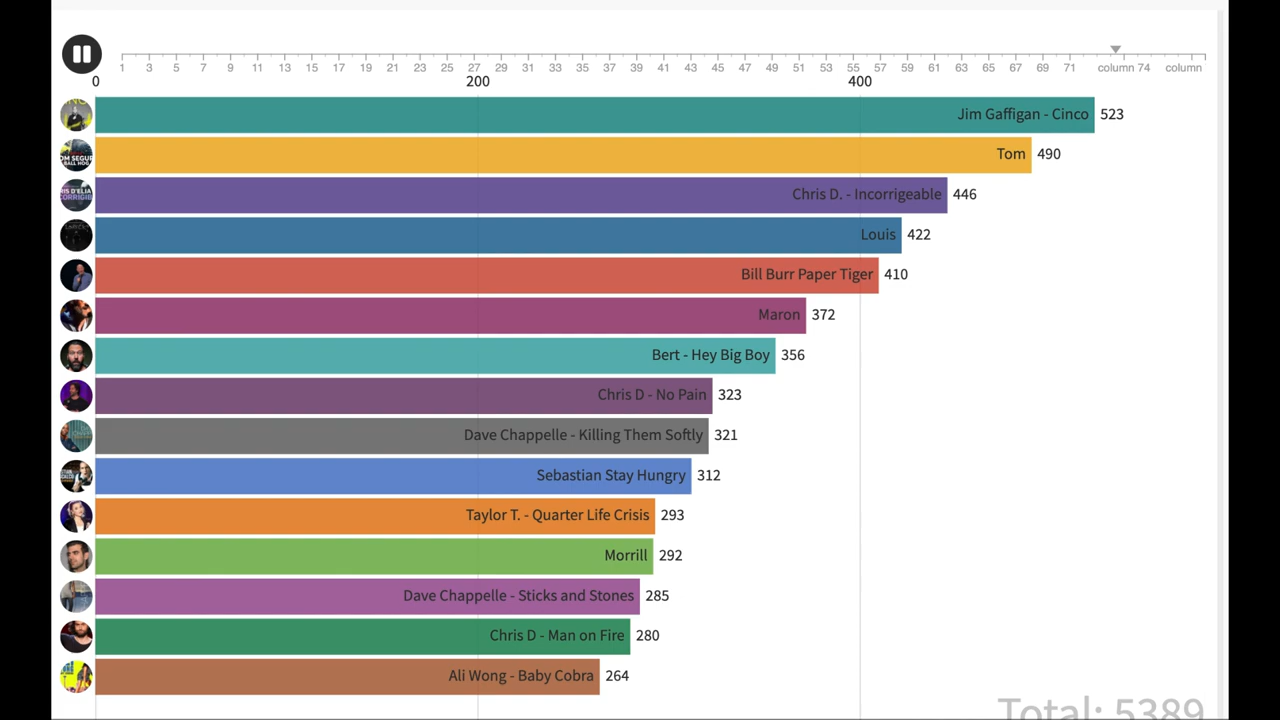 1 3 5 7 9 11 13 15 17 19 21 23 25 27 29 31 33 35 37 39 41 43 45 47 49 51 53 55 57 59 61 63 65 67 69 71 column 74 column
0 200 400
Jim Gaffigan - Cinco 523
Tom 490
Chris D. - Incorrigeable 446
Louis 422
Bill Burr Paper Tiger 410
Maron 372
Bert - Hey Big Boy 356
Chris D - No Pain 323
Dave Chappelle - Killing Them Softly 321
Sebastian Stay Hungry 312
Taylor T. - Quarter Life Crisis 293
Morrill 292
Dave Chappelle - Sticks and Stones 285
Chris D - Man on Fire 280
Ali Wong - Baby Cobra 264
Total: 5389